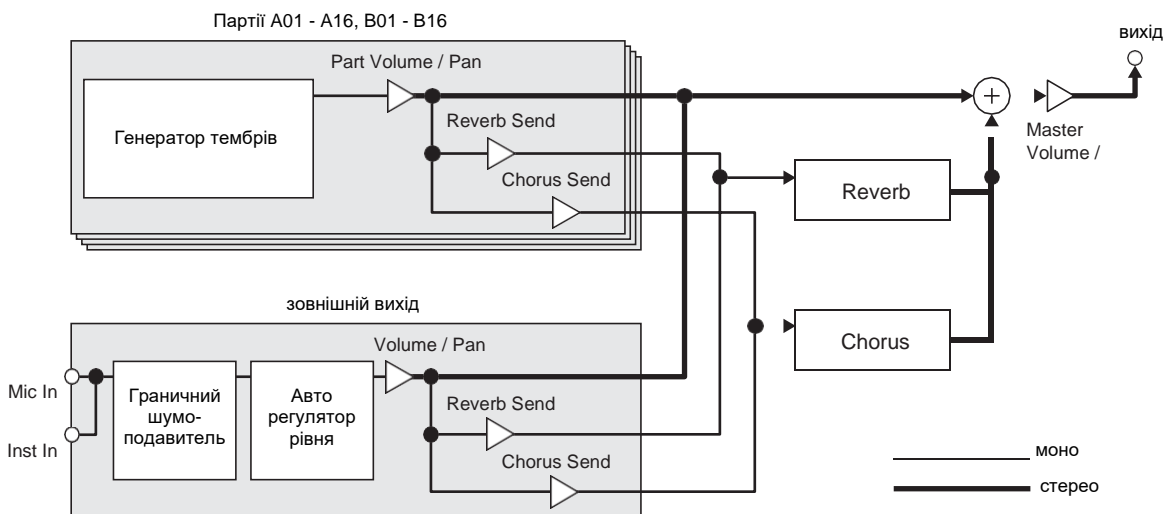 Партії A01 - A16, B01 - B16
вихід
Part Volume / Pan
Генератор тембрів
Reverb Send
Chorus Send
+
Master
Volume /
Reverb
зовнішній вихід
Volume / Pan
Chorus
Mic In
Граничний
шумо-
подавитель
Авто
регулятор
рівня
Reverb Send
Inst In
Chorus Send
моно
стерео